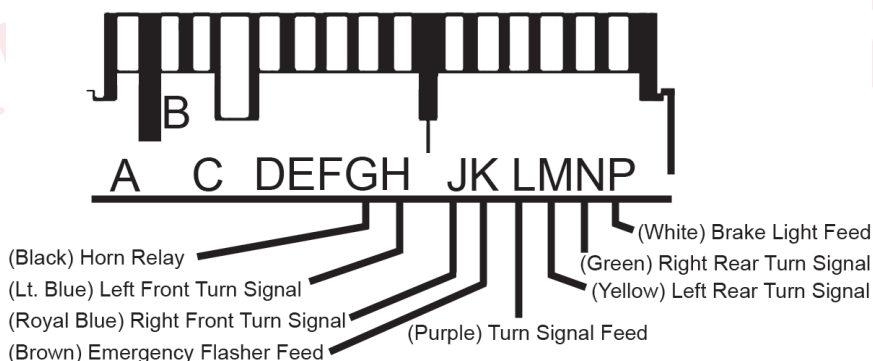 B
A C DEFGH JK LMNP
(Black) Horn Relay
(Lt. Blue) Left Front Turn Signal
(Royal Blue) Right Front Turn Signal
(Brown) Emergency Flasher Feed
(Purple) Turn Signal Feed
(White) Brake Light Feed
(Green) Right Rear Turn Signal
(Yellow) Left Rear Turn Signal